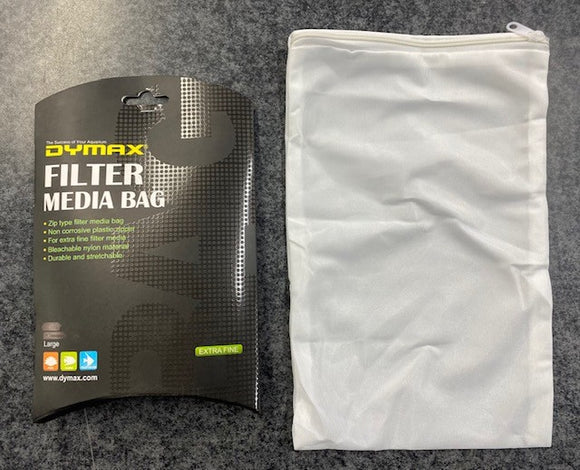 The Success of Your Aquarium
DYMAX
FILTER
MEDIA BAG
• Zip type filter media bag
• Non corrosive plastic zipper
• For extra fine filter media
• Bleachable nylon material
• Durable and stretchable
Large
EXTRA FINE
www.dymax.com